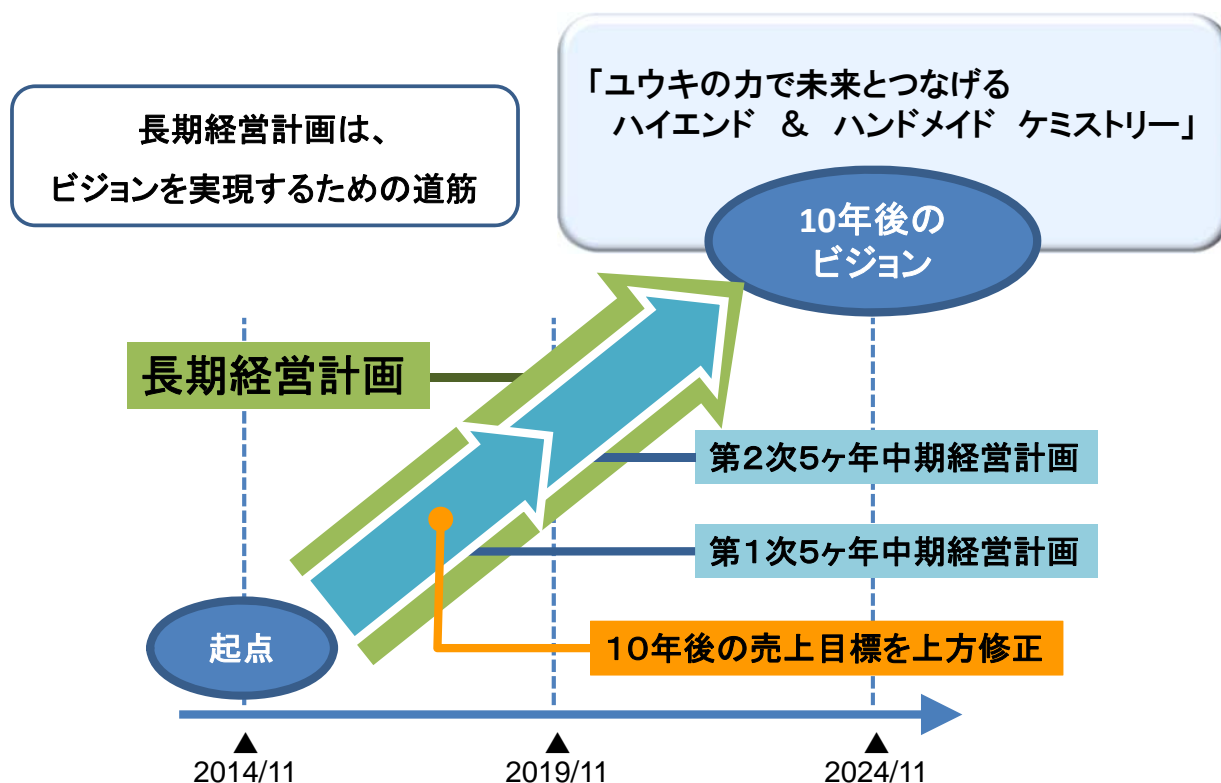 長期経営計画は、
ビジョンを実現するための道筋
「ユウキの力で未来とつなげる
ハイエンド ＆ ハンドメイド ケミストリー」
10年後の
ビジョン
長期経営計画
第２次５ヶ年中期経営計画
第１次５ヶ年中期経営計画
起点
１０年後の売上目標を上方修正
▲ ▲ ▲
2014/11 2019/11 2024/11